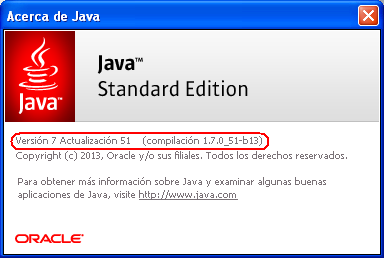 Acerca de Java
Java™
Java™
Standard Edition
Versión 7 Actualización 51 (compilación 1.7.0_51-b13)
Copyright (c) 2013, Oracle y/o sus filiales. Todos los derechos reservados.
Para obtener más información sobre Java y examinar algunas buenas
aplicaciones de Java, visite http://www.java.com
ORACLE